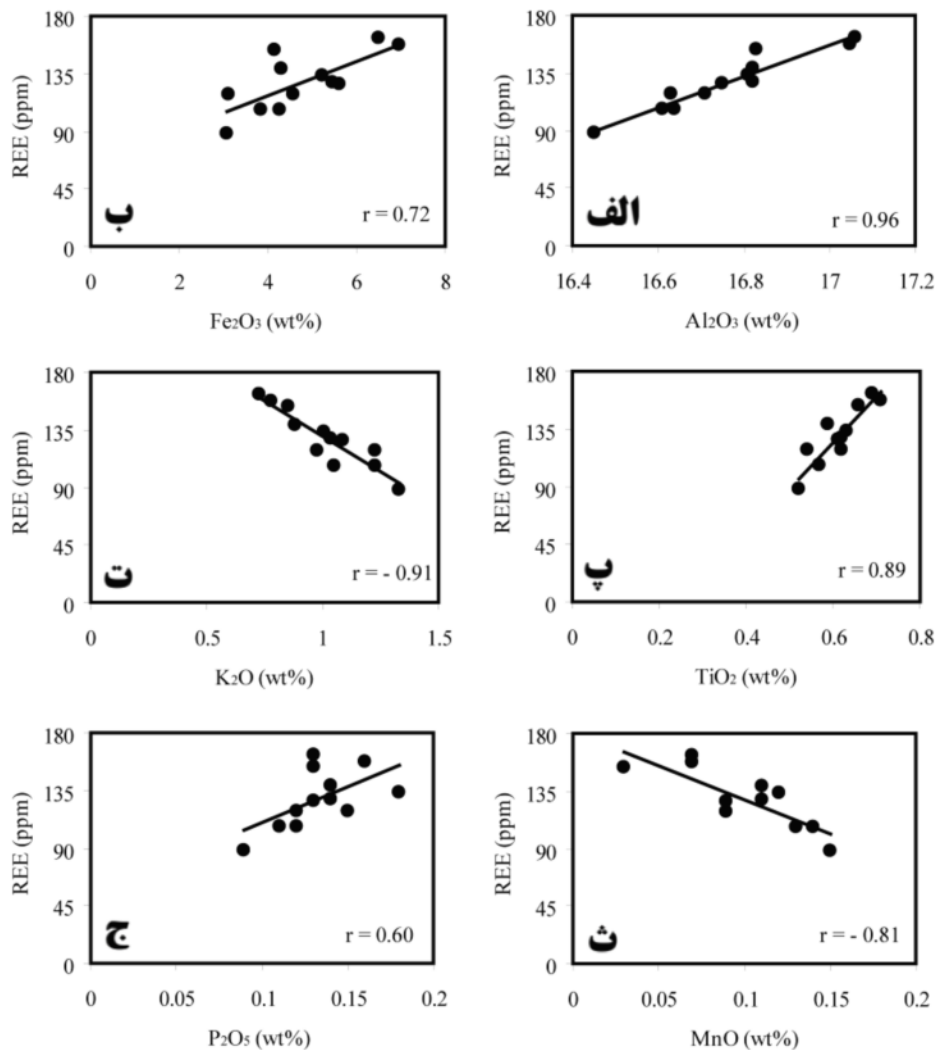 180
135
90
45
0
REE (ppm)
ب
r = 0.72
0 2 4 6 8
Fe₂O₃ (wt%)
180
135
90
45
0
REE (ppm)
الف
r = 0.96
16.4 16.6 16.8 17 17.2
Al₂O₃ (wt%)
180
135
90
45
0
REE (ppm)
ت
r = - 0.91
0 0.5 1 1.5
K₂O (wt%)
180
135
90
45
0
REE (ppm)
پ
r = 0.89
0 0.2 0.4 0.6 0.8
TiO₂ (wt%)
180
135
90
45
0
REE (ppm)
ج
r = 0.60
0 0.05 0.1 0.15 0.2
P₂O₅ (wt%)
180
135
90
45
0
REE (ppm)
ث
r = - 0.81
0 0.05 0.1 0.15 0.2
MnO (wt%)